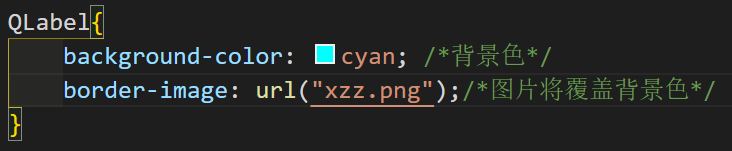 QLabel{
    background-color: cyan; /*背景色*/
    border-image: url("xzz.png");/*图片将覆盖背景色*/
}